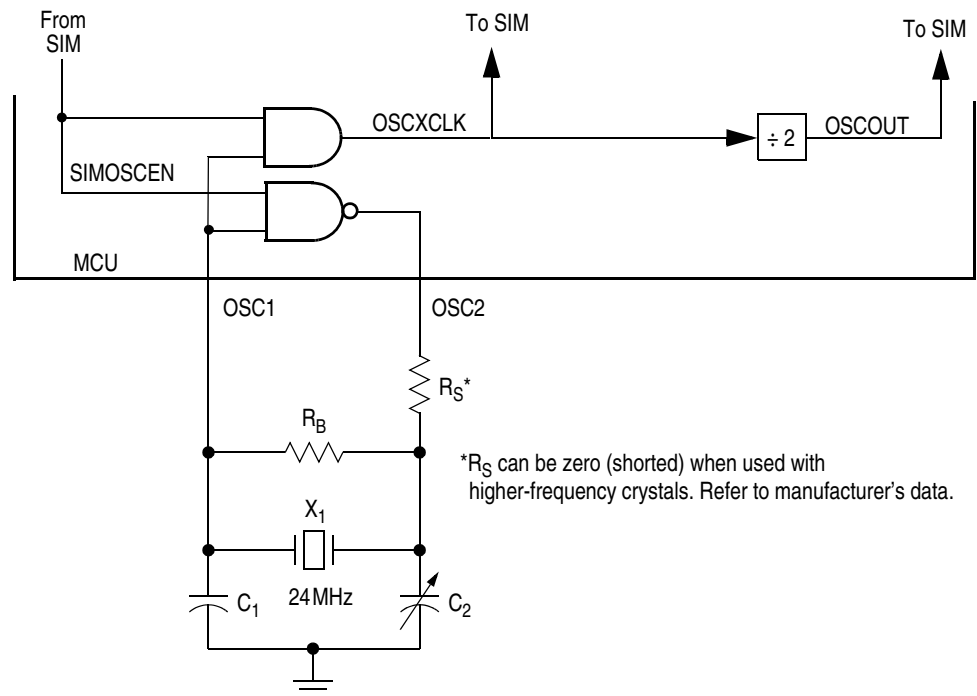 From
SIM
To SIM
To SIM
OSCXCLK
÷ 2
OSCOUT
SIMOSCEN
MCU
OSC1
OSC2
RS*
RB
*RS can be zero (shorted) when used with
higher-frequency crystals. Refer to manufacturer's data.
X1
24MHz
C1
C2